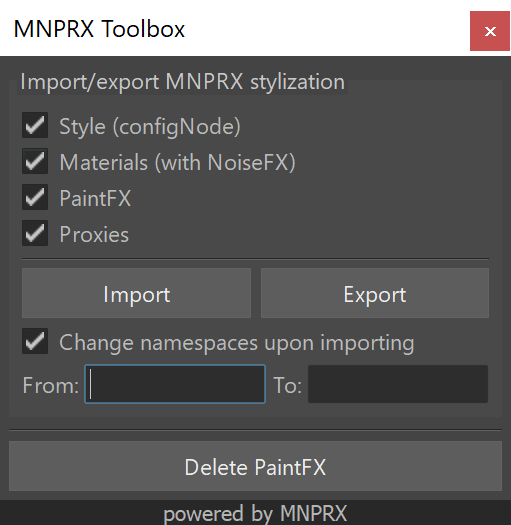 MNPRX Toolbox
Import/export MNPRX stylization
Style (configNode)
Materials (with NoiseFX)
PaintFX
Proxies
Import Export
Change namespaces upon importing
From: To:
Delete PaintFX
powered by MNPRX